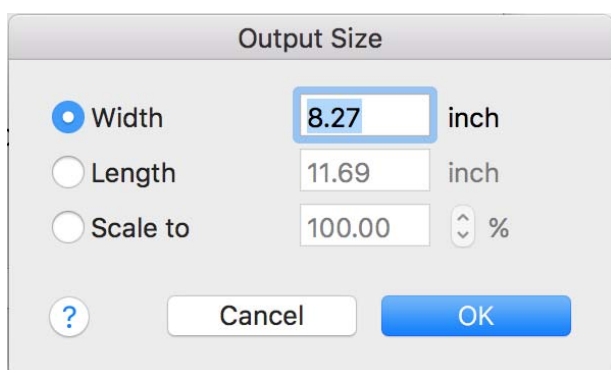 Output Size
Width 8.27 inch
Length 11.69 inch
Scale to 100.00 %
? Cancel OK